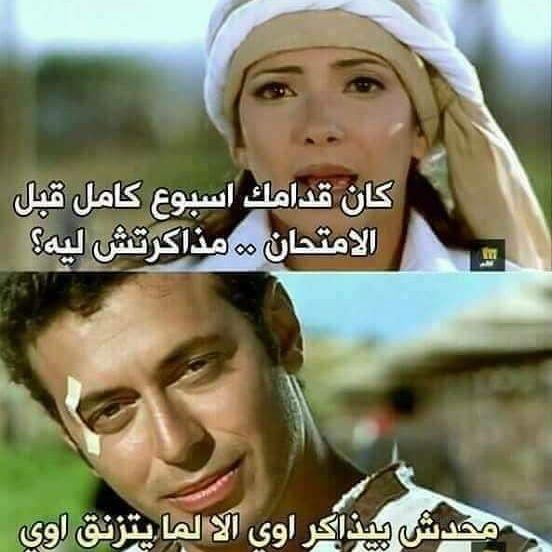 كان قدامك اسبوع كامل قبل
الامتحان .. مذاكرتش ليه؟
محدش بيذاكر اوي الا لما يتزنق اوي